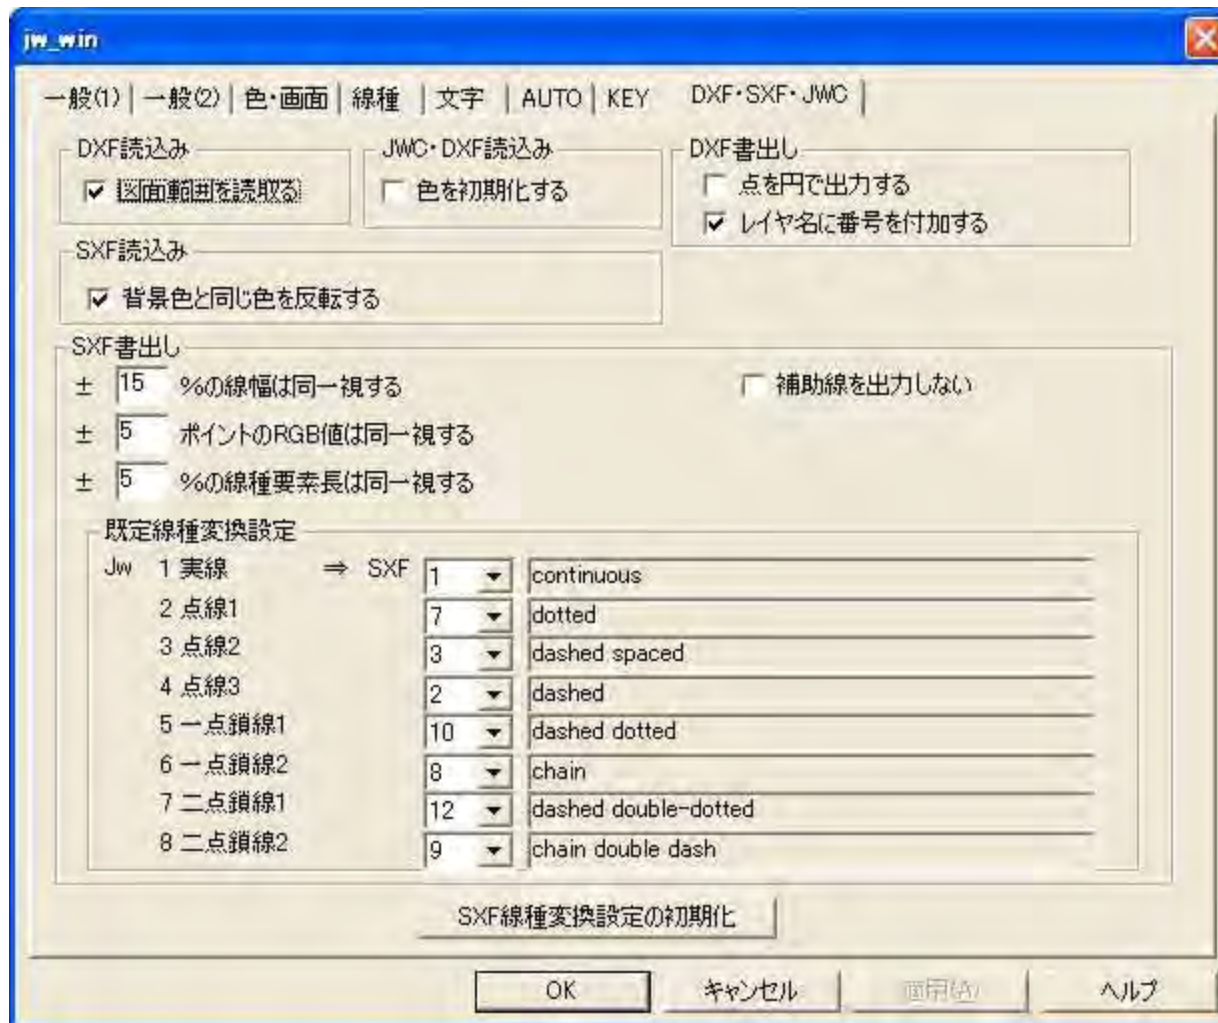 jw_win
一般(1) 一般(2) 色・画面 線種 文字 AUTO KEY DXF・SXF・JWC
DXF読込み
図面範囲を読取る
JWC・DXF読込み
色を初期化する
DXF書出し
点を円で出力する
レイヤ名に番号を付加する
SXF読込み
背景色と同じ色を反転する
SXF書出し
± 15 %の線幅は同一視する
補助線を出力しない
± 5 ポイントのRGB値は同一視する
± 5 %の線種要素長は同一視する
既定線種変換設定
Jw 1 実線 ⇒ SXF 1 continuous
2 点線1 7 dotted
3 点線2 3 dashed spaced
4 点線3 2 dashed
5 一点鎖線1 10 dashed dotted
6 一点鎖線2 8 chain
7 二点鎖線1 12 dashed double-dotted
8 二点鎖線2 9 chain double dash
SXF線種変換設定の初期化
OK キャンセル 適用(A) ヘルプ